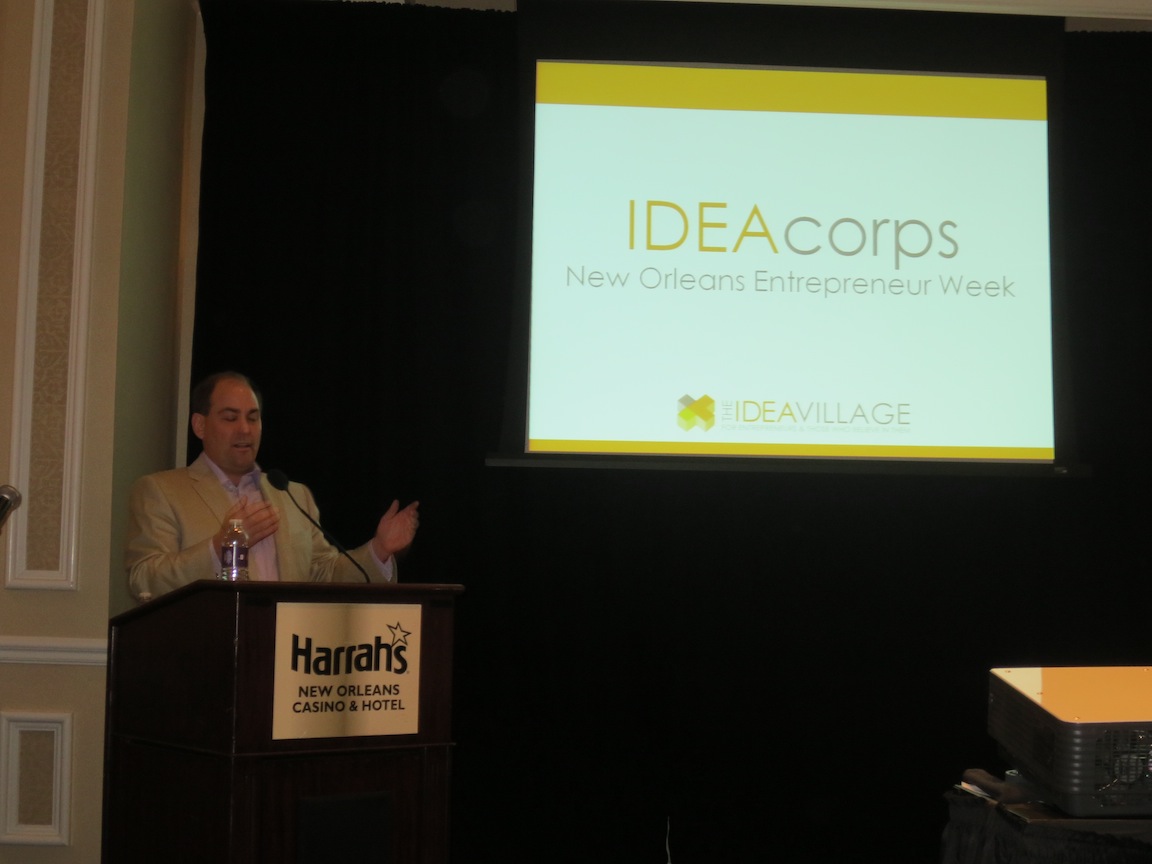 IDEAcorps
New Orleans Entrepreneur Week
THE IDEAVILLAGE
Harrah's
NEW ORLEANS
CASINO & HOTEL